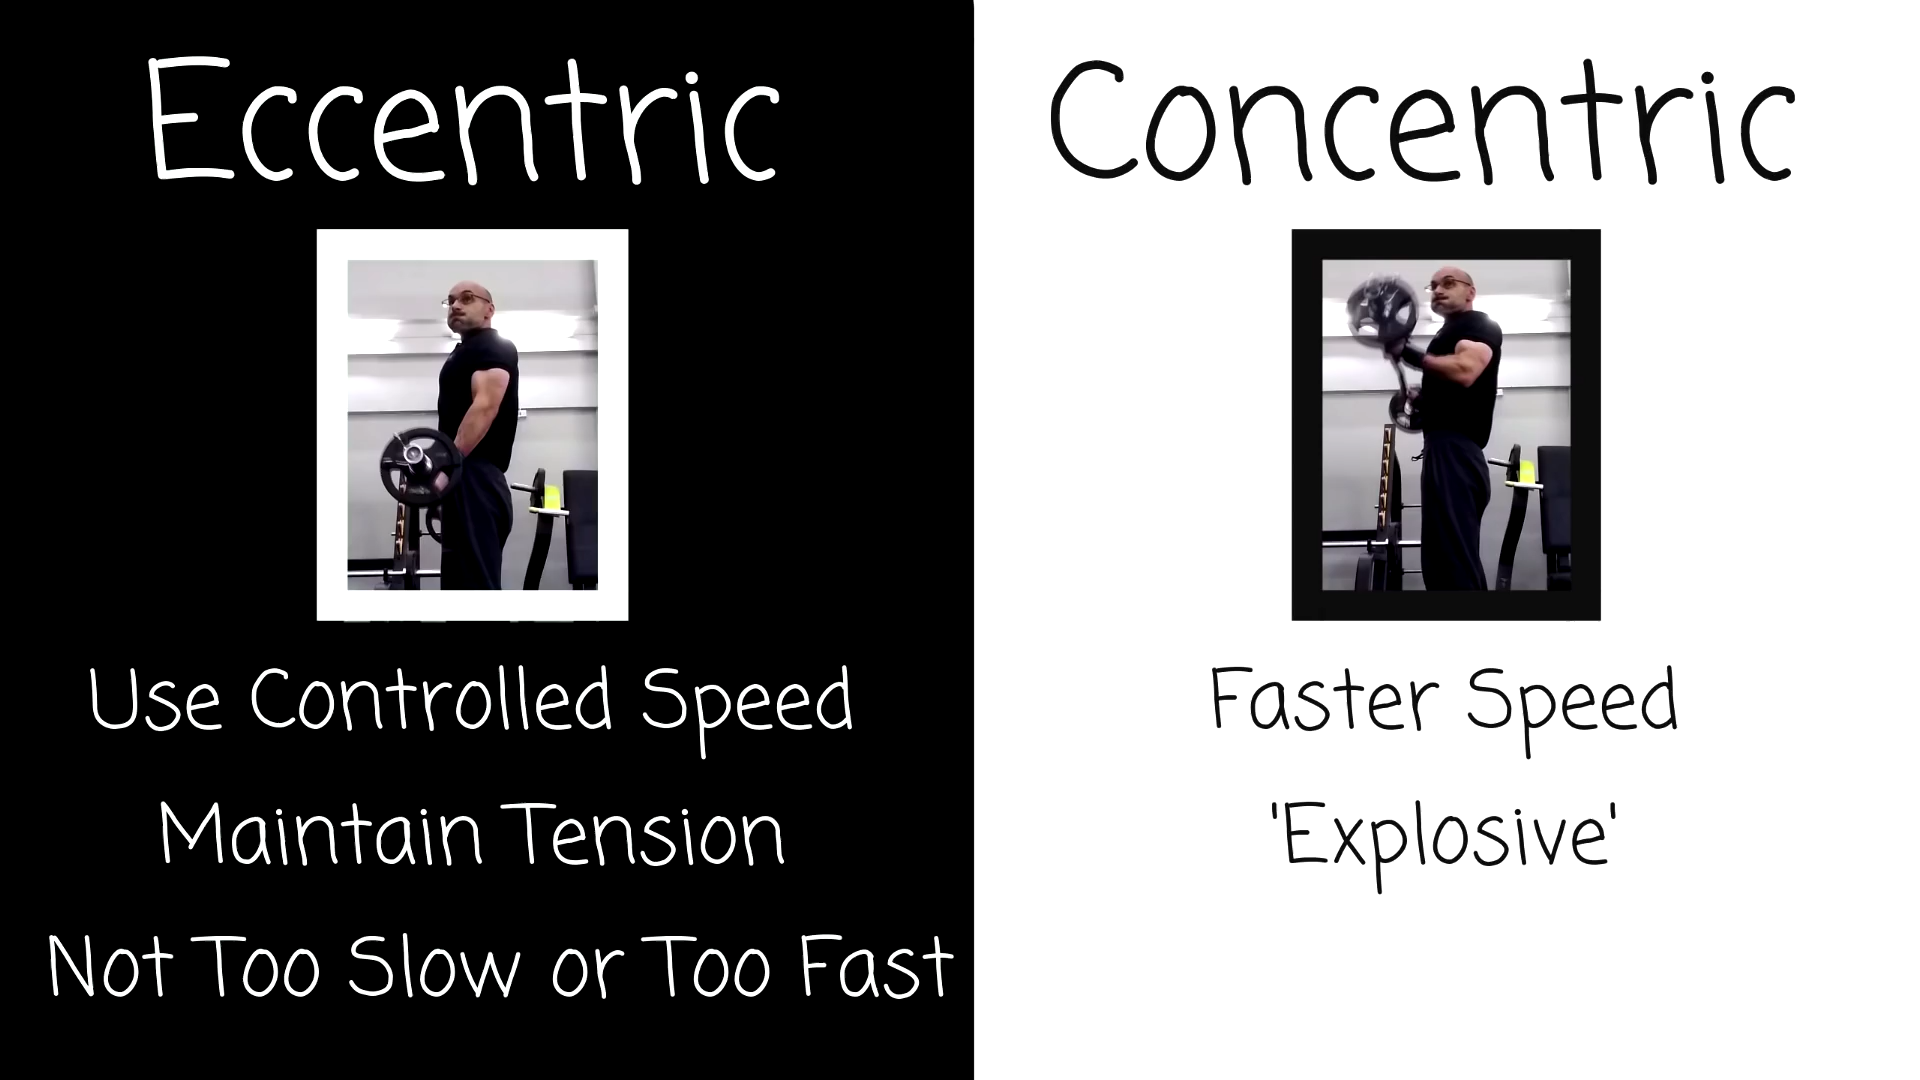 Eccentric
Use Controlled Speed
Maintain Tension
Not Too Slow or Too Fast
Concentric
Faster Speed
'Explosive'